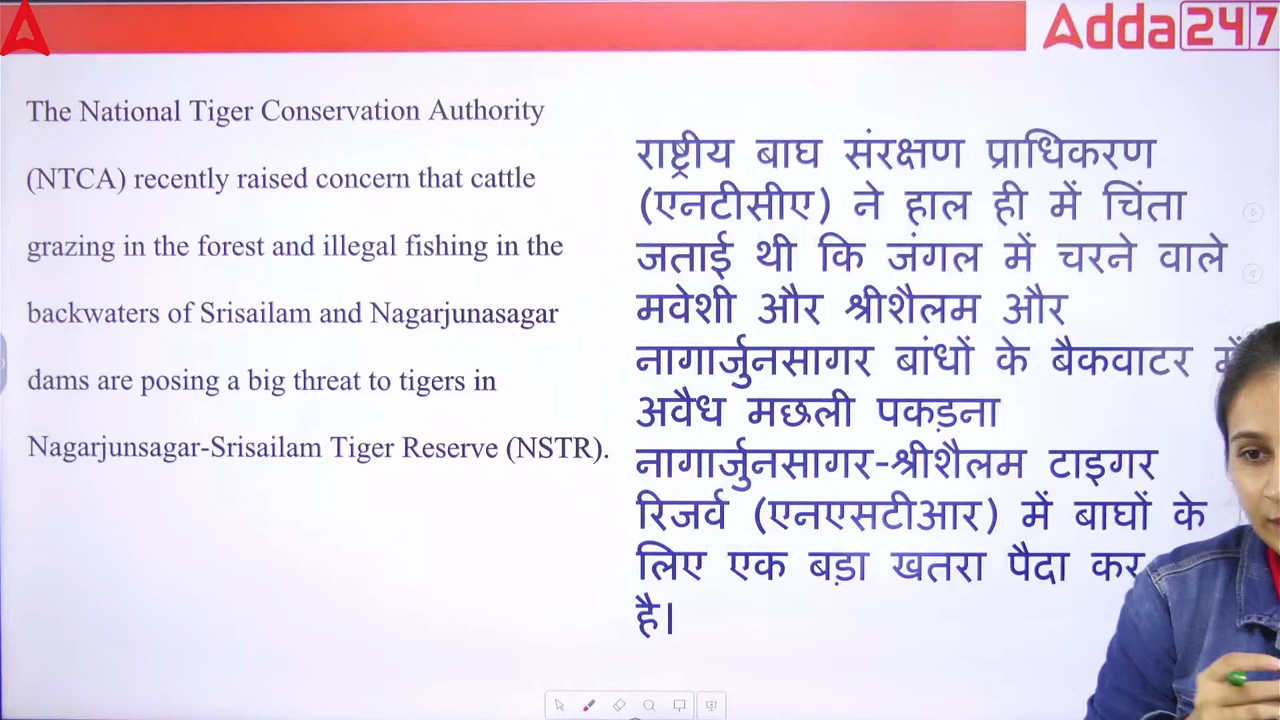 Adda247
The National Tiger Conservation Authority
(NTCA) recently raised concern that cattle
grazing in the forest and illegal fishing in the
backwaters of Srisailam and Nagarjunasagar
dams are posing a big threat to tigers in
Nagarjunsagar-Srisailam Tiger Reserve (NSTR).
राष्ट्रीय बाघ संरक्षण प्राधिकरण
(एनटीसीए) ने हाल ही में चिंता
जताई थी कि जंगल में चरने वाले
मवेशी और श्रीशैलम और
नागार्जुनसागर बांधों के बैकवाटर में
अवैध मछली पकड़ना
नागार्जुनसागर-श्रीशैलम टाइगर
रिजर्व (एनएसटीआर) में बाघों के
लिए एक बड़ा खतरा पैदा कर
है।